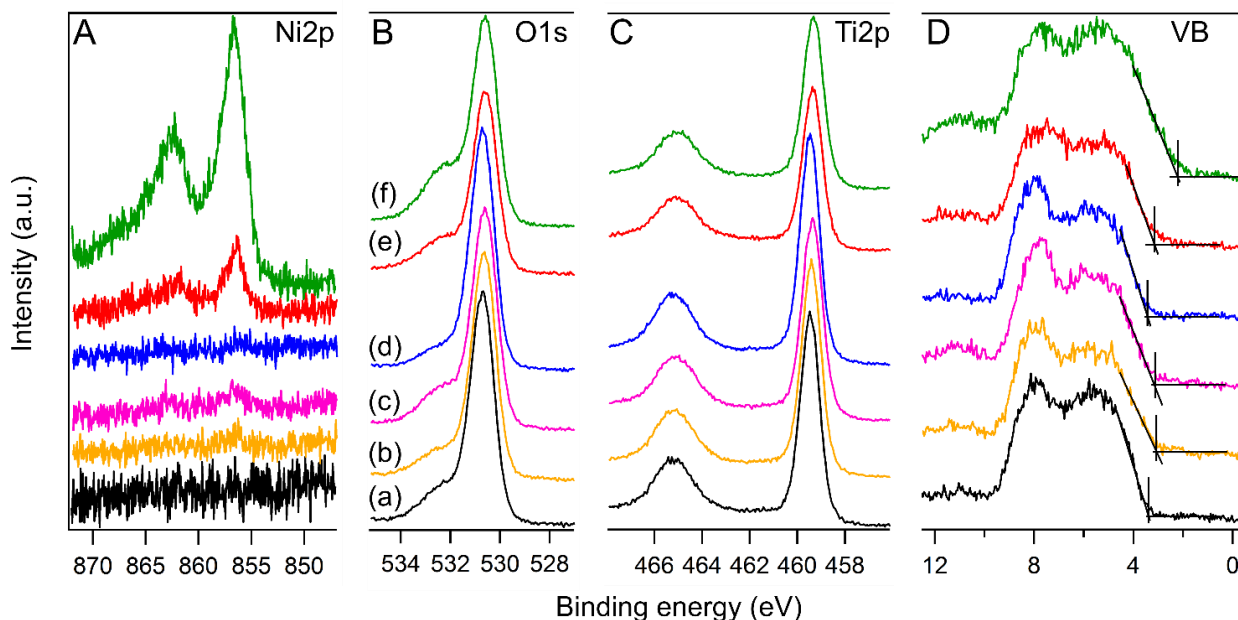 A Ni2p
B O1s
C Ti2p
D VB
Intensity (a.u.)
(f)
(e)
(d)
(c)
(b)
(a)
870 865 860 855 850
534 532 530 528
466 464 462 460 458
12 8 4 0
Binding energy (eV)